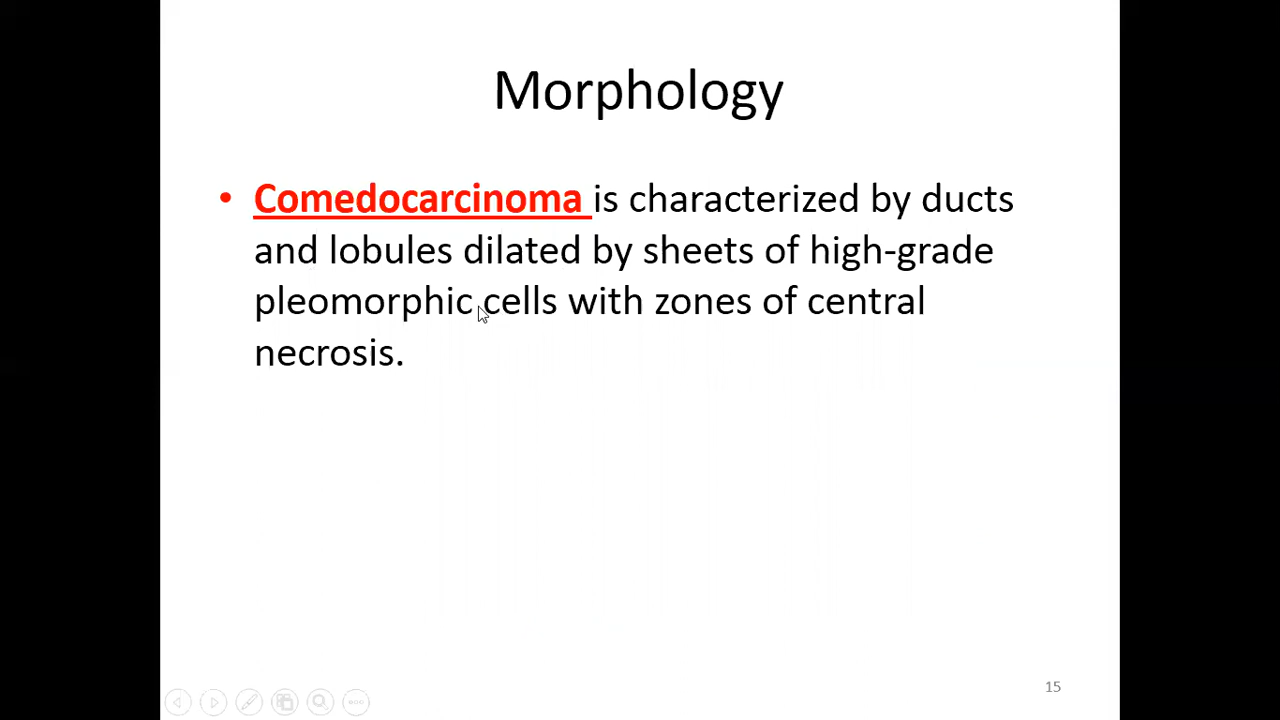 Morphology
• Comedocarcinoma is characterized by ducts
and lobules dilated by sheets of high-grade
pleomorphic cells with zones of central
necrosis.
15